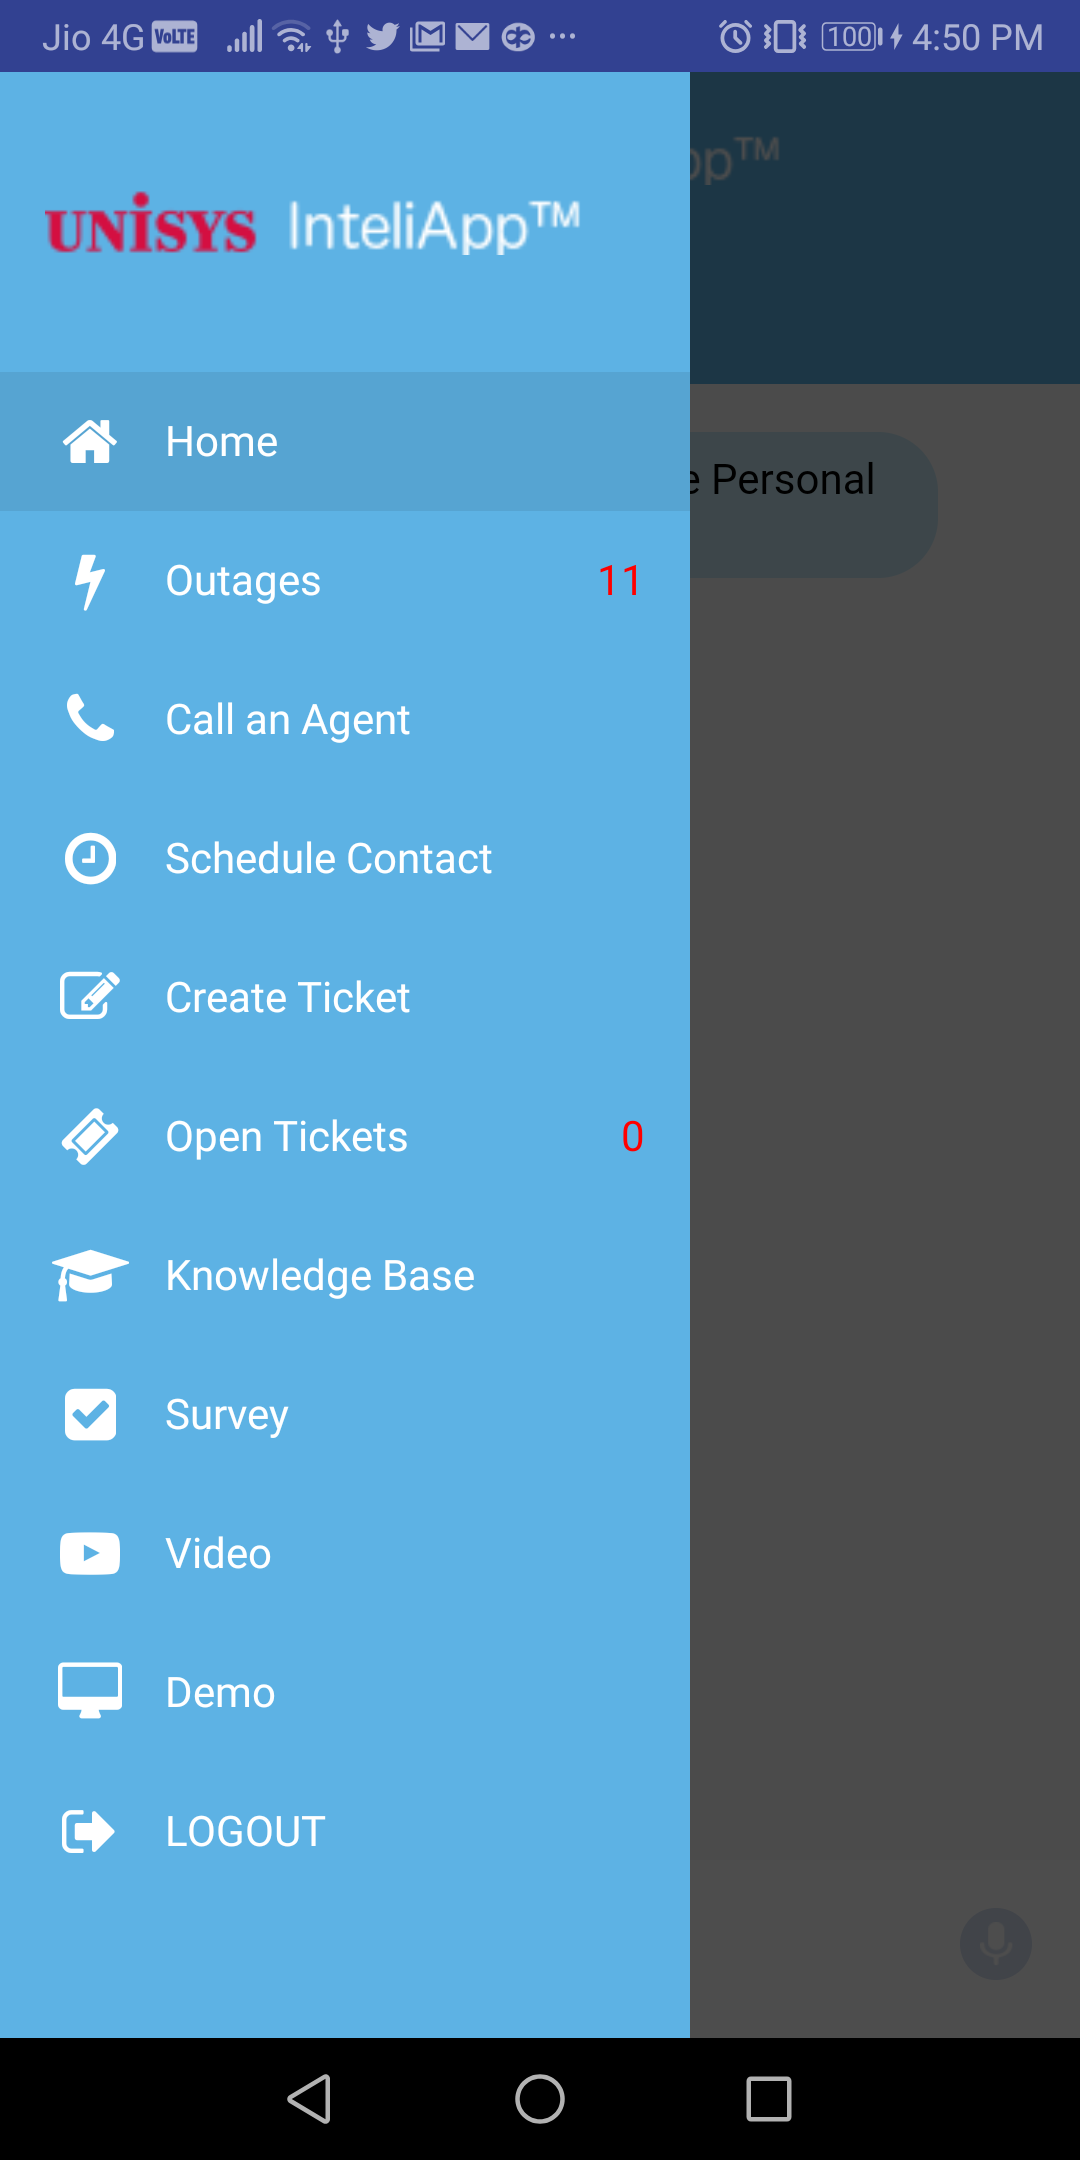 Jio 4G VoLTE 100 4:50 PM
UNISYS InteliApp™
pp™
Home
e Personal
Outages 11
Call an Agent
Schedule Contact
Create Ticket
Open Tickets 0
Knowledge Base
Survey
Video
Demo
LOGOUT